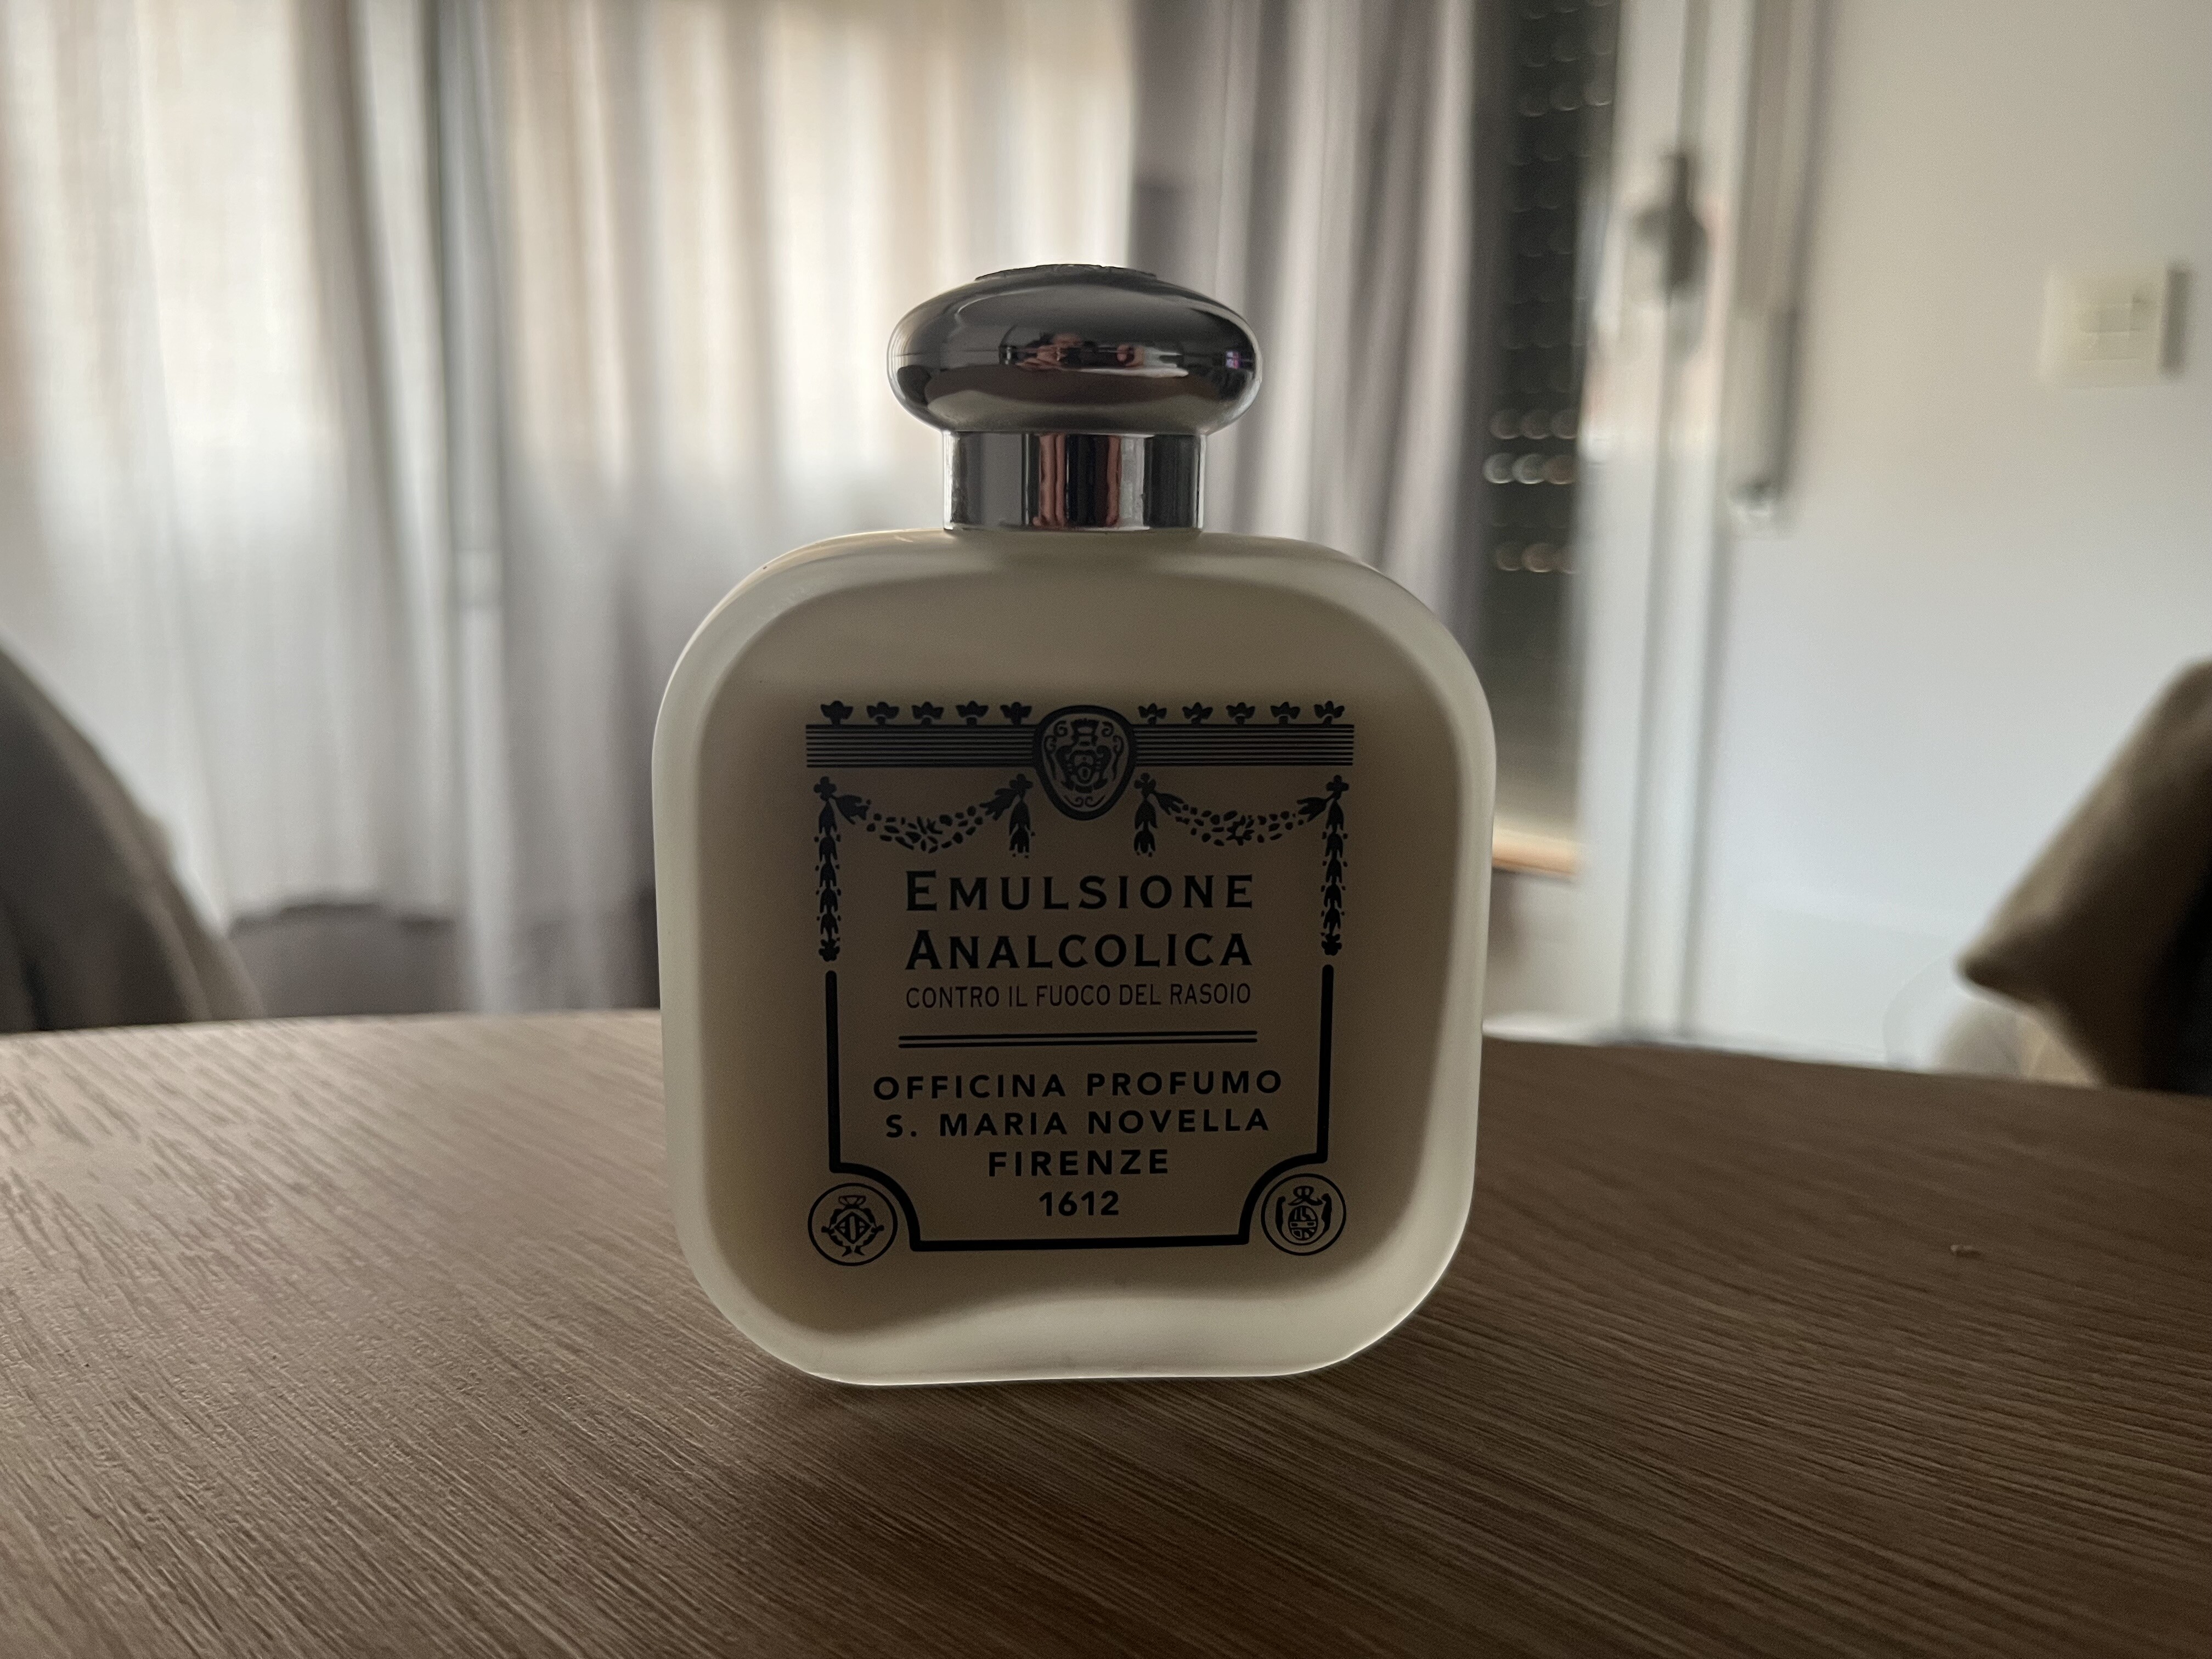 EMULSIONE
ANALCOLICA
CONTRO IL FUOCO DEL RASOIO
OFFICINA PROFUMO
S. MARIA NOVELLA
FIRENZE
1612